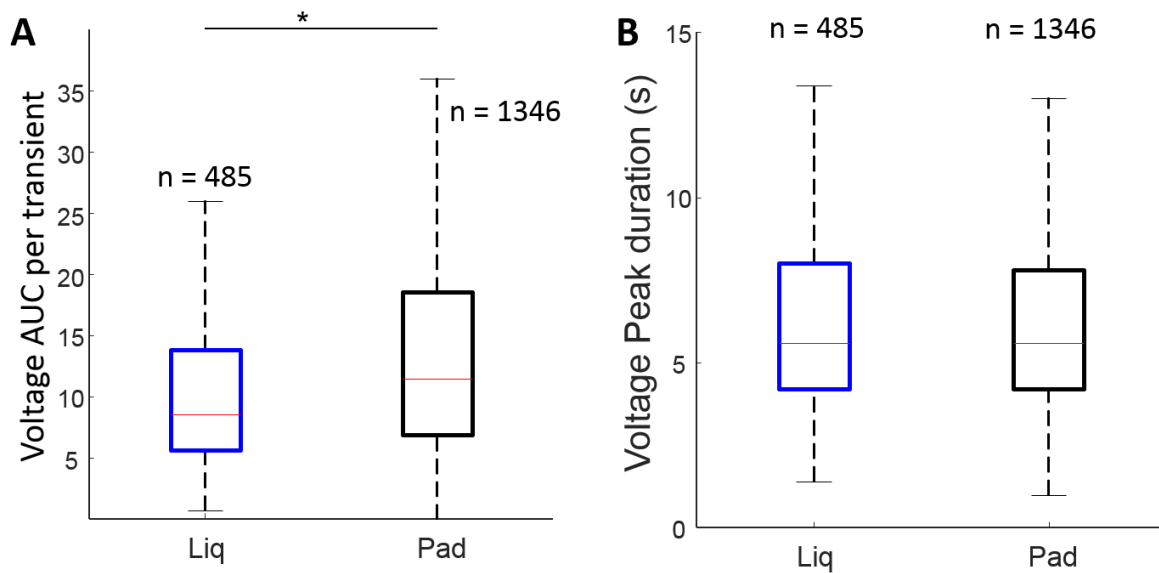 A
*
Voltage AUC per transient
35
30
25
20
15
10
5
n = 485
n = 1346
Liq
Pad
B
Voltage Peak duration (s)
15
10
5
0
n = 485
n = 1346
Liq
Pad